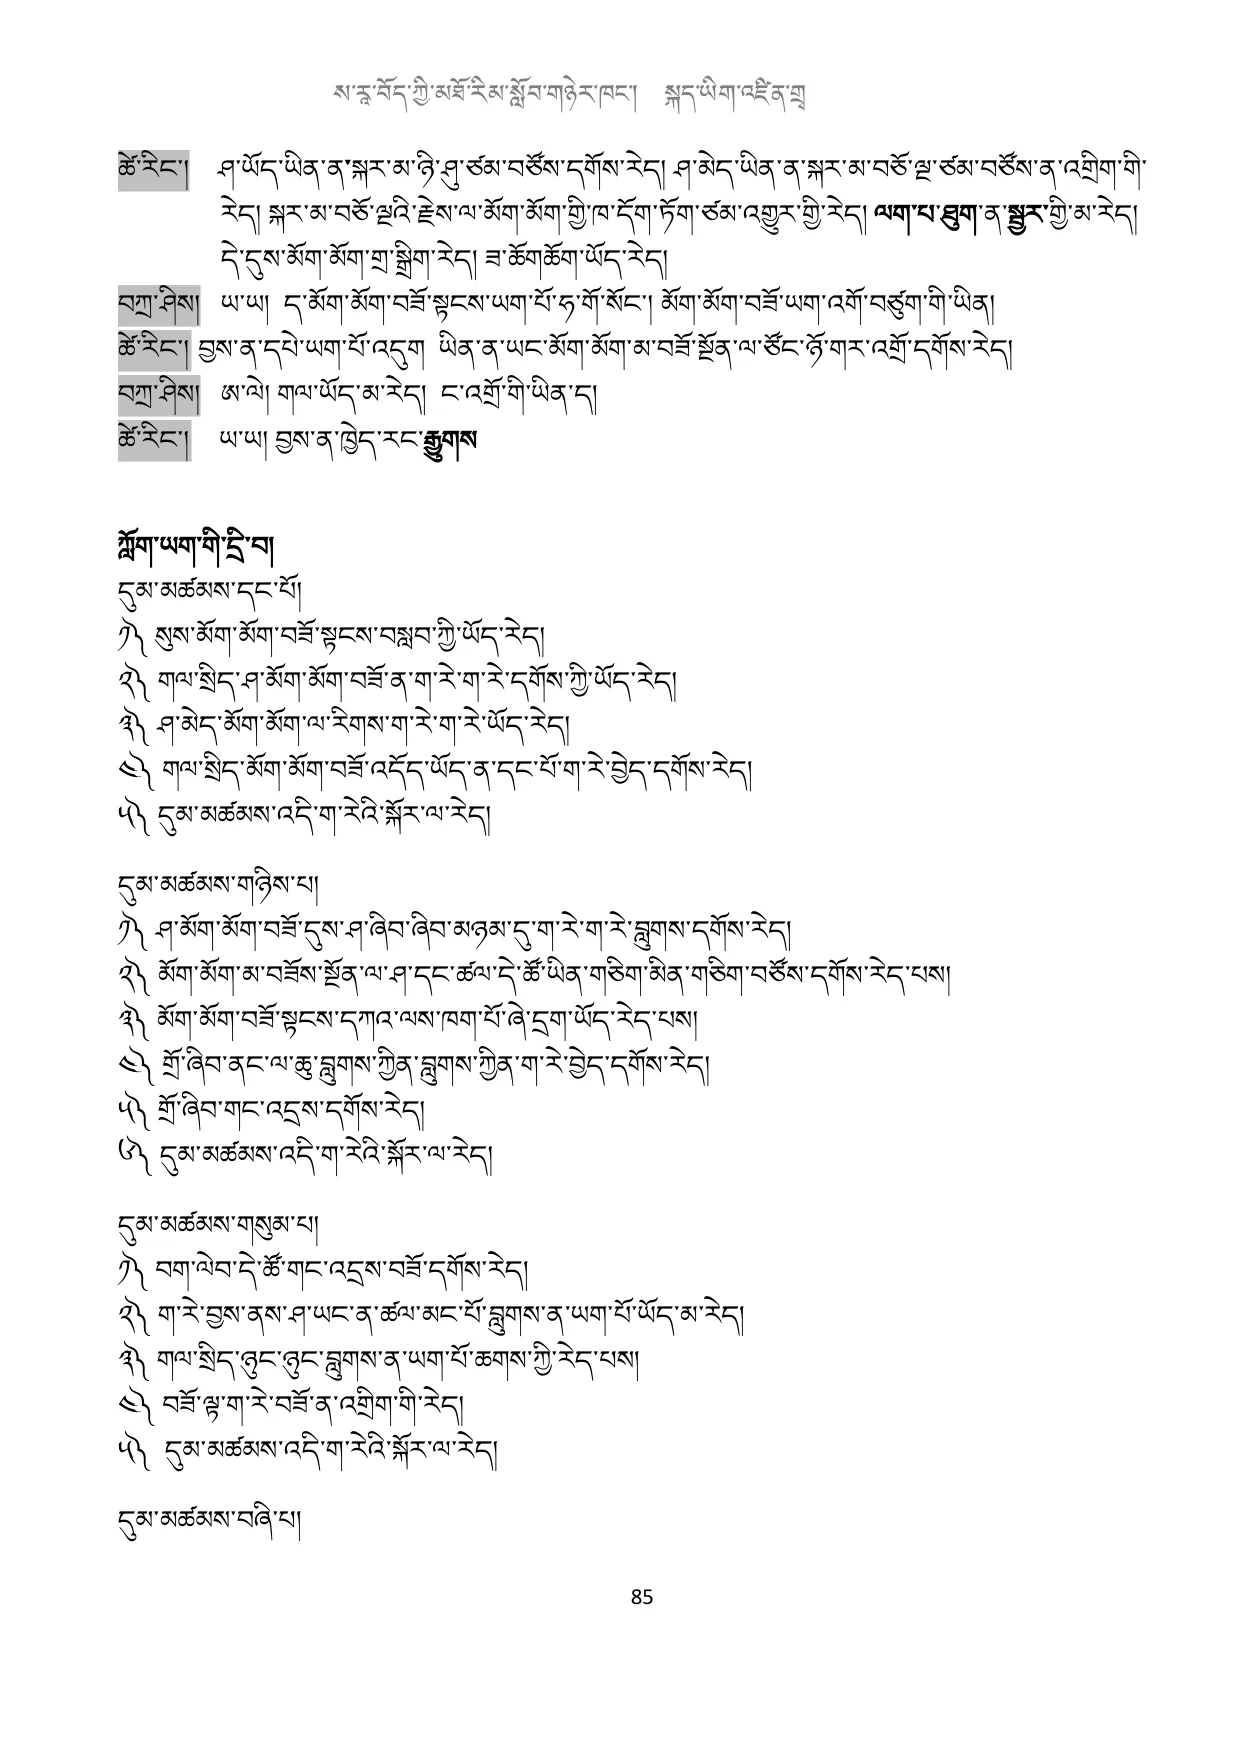 ས་རཱ་བོད་ཀྱི་མཐོ་རིམ་སློབ་གཉེར་ཁང་། སྐད་ཡིག་འཛིན་གྲྭ
ཚེ་རིང་། ཤ་ཡོད་ཡིན་ན་སྐར་མ་ཉི་ཤུ་ཙམ་བཙོས་དགོས་རེད། ཤ་མེད་ཡིན་ན་སྐར་མ་བཅོ་ལྔ་ཙམ་བཙོས་ན་འགྲིག་གི་
རེད། སྐར་མ་བཅོ་ལྔའི་རྗེས་ལ་མོག་མོག་གྱི་ཁ་དོག་ཏོག་ཙམ་འགྱུར་གྱི་རེད། ལག་པ་ཐུག་ན་སྦྱར་གྱི་མ་རེད།
དེ་དུས་མོག་མོག་གྲ་སྒྲིག་རེད། ཟ་ཆོགཆོག་ཡོད་རེད།
བཀྲ་ཤིས། ཡ་ཡ། ད་མོག་མོག་བཟོ་སྟངས་ཡག་པོ་ཧ་གོ་སོང་། མོག་མོག་བཟོ་ཡག་འགོ་བཙུག་གི་ཡིན།
ཚེ་རིང་། བྱས་ན་དཔེ་ཡག་པོ་འདུག ཡིན་ན་ཡང་མོག་མོག་མ་བཟོ་སྔོན་ལ་ཙོང་ཉོ་གར་འགྲོ་དགོས་རེད།
བཀྲ་ཤིས། ཨ་ལེ། གལ་ཡོད་མ་རེད། ང་འགྲོ་གི་ཡིན་ད།
ཚེ་རིང་། ཡ་ཡ། བྱས་ན་ཁྱེད་རང་རྒྱུགས
ཀློག་ཡག་གི་དྲི་བ།
དུམ་མཚམས་དང་པོ།
༡༽ སུས་མོག་མོག་བཟོ་སྟངས་བསླབ་ཀྱི་ཡོད་རེད།
༢༽ གལ་སྲིད་ཤ་མོག་མོག་བཟོ་ན་ག་རེ་ག་རེ་དགོས་ཀྱི་ཡོད་རེད།
༣༽ ཤ་མེད་མོག་མོག་ལ་རིགས་ག་རེ་ག་རེ་ཡོད་རེད།
༤༽ གལ་སྲིད་མོག་མོག་བཟོ་འདོད་ཡོད་ན་དང་པོ་ག་རེ་བྱེད་དགོས་རེད།
༥༽ དུམ་མཚམས་འདི་ག་རེའི་སྐོར་ལ་རེད།
དུམ་མཚམས་གཉིས་པ།
༡༽ ཤ་མོག་མོག་བཟོ་དུས་ཤ་ཞིབ་ཞིབ་མཉམ་དུ་ག་རེ་ག་རེ་བླུགས་དགོས་རེད།
༢༽ མོག་མོག་མ་བཟོས་སྔོན་ལ་ཤ་དང་ཚལ་དེ་ཚོ་ཡིན་གཅིག་མིན་གཅིག་བཙོས་དགོས་རེད་པས།
༣༽ མོག་མོག་བཟོ་སྟངས་དཀའ་ལས་ཁག་པོ་ཞེ་དྲག་ཡོད་རེད་པས།
༤༽ གྲོ་ཞིབ་ནང་ལ་ཆུ་བླུགས་ཀྱིན་བླུགས་ཀྱིན་ག་རེ་བྱེད་དགོས་རེད།
༥༽ གྲོ་ཞིབ་གང་འདྲས་དགོས་རེད།
༦༽ དུམ་མཚམས་འདི་ག་རེའི་སྐོར་ལ་རེད།
དུམ་མཚམས་གསུམ་པ།
༡༽ བག་ལེབ་དེ་ཚོ་གང་འདྲས་བཟོ་དགོས་རེད།
༢༽ ག་རེ་བྱས་ནས་ཤ་ཡང་ན་ཚལ་མང་པོ་བླུགས་ན་ཡག་པོ་ཡོད་མ་རེད།
༣༽ གལ་སྲིད་ཉུང་ཉུང་བླུགས་ན་ཡག་པོ་ཆགས་ཀྱི་རེད་པས།
༤༽ བཟོ་ལྟ་ག་རེ་བཟོ་ན་འགྲིག་གི་རེད།
༥༽ དུམ་མཚམས་འདི་ག་རེའི་སྐོར་ལ་རེད།
དུམ་མཚམས་བཞི་པ།
85